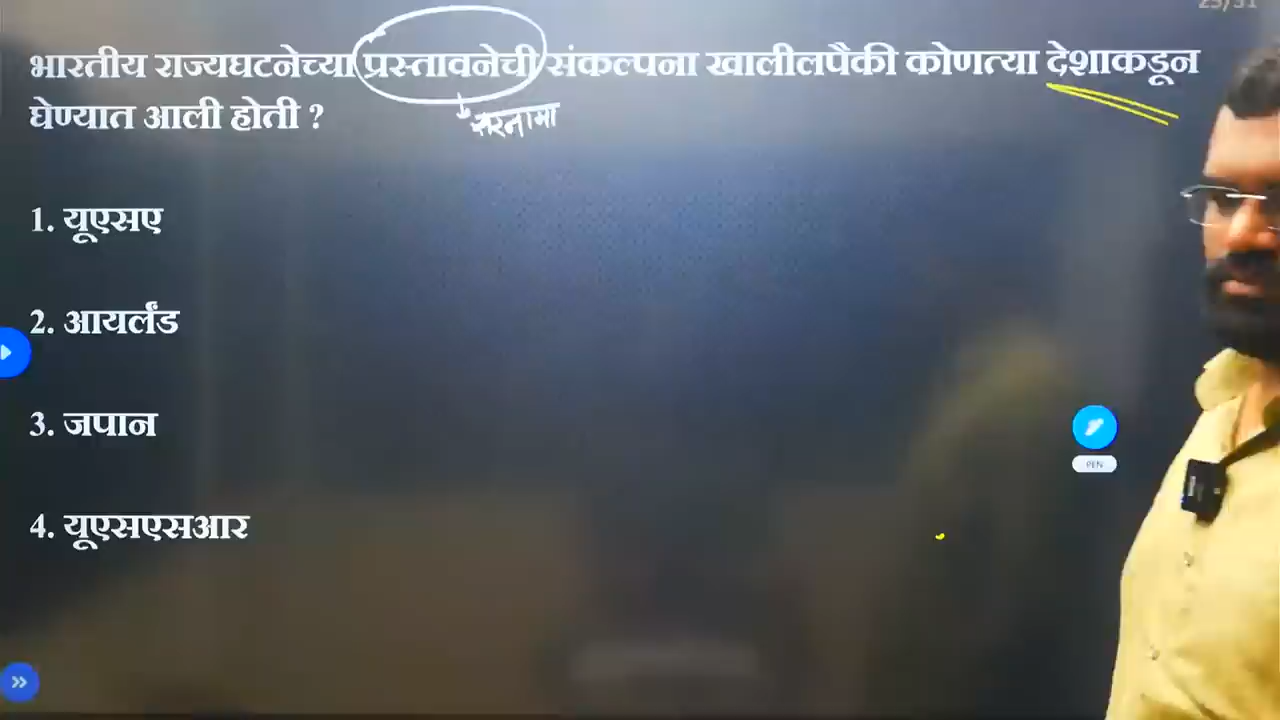 भारतीय राज्यघटनेच्या प्रस्तावनेची संकल्पना खालीलपैकी कोणत्या देशाकडून
घेण्यात आली होती ?
सरनामा
1. यूएसए
2. आयर्लंड
3. जपान
4. यूएसएसआर
PEN